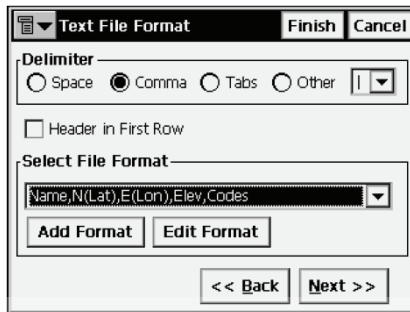 Text File Format Finish Cancel
Delimiter
Space Comma Tabs Other |
Header in First Row
Select File Format
Name,N(Lat),E(Lon),Elev,Codes
Add Format Edit Format
<< Back Next >>